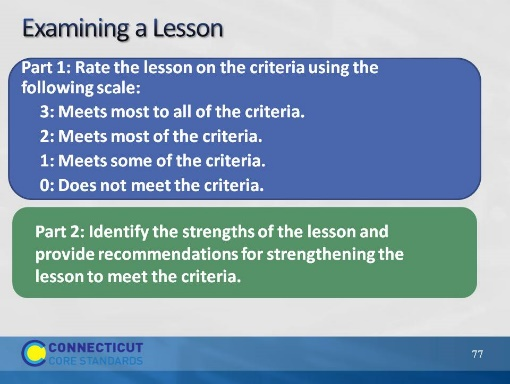 Examining a Lesson
Part 1: Rate the lesson on the criteria using the
following scale:
3: Meets most to all of the criteria.
2: Meets most of the criteria.
1: Meets some of the criteria.
0: Does not meet the criteria.
Part 2: Identify the strengths of the lesson and
provide recommendations for strengthening the
lesson to meet the criteria.
CONNECTICUT
CORE STANDARDS
77